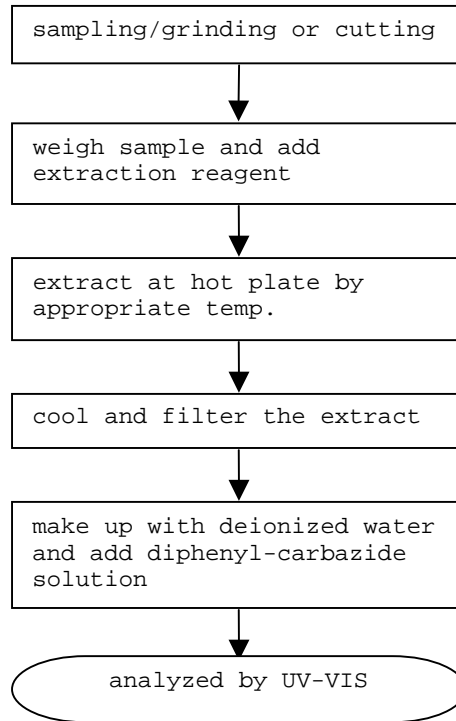 sampling/grinding or cutting
weigh sample and add
extraction reagent
extract at hot plate by
appropriate temp.
cool and filter the extract
make up with deionized water
and add diphenyl-carbazide
solution
analyzed by UV-VIS